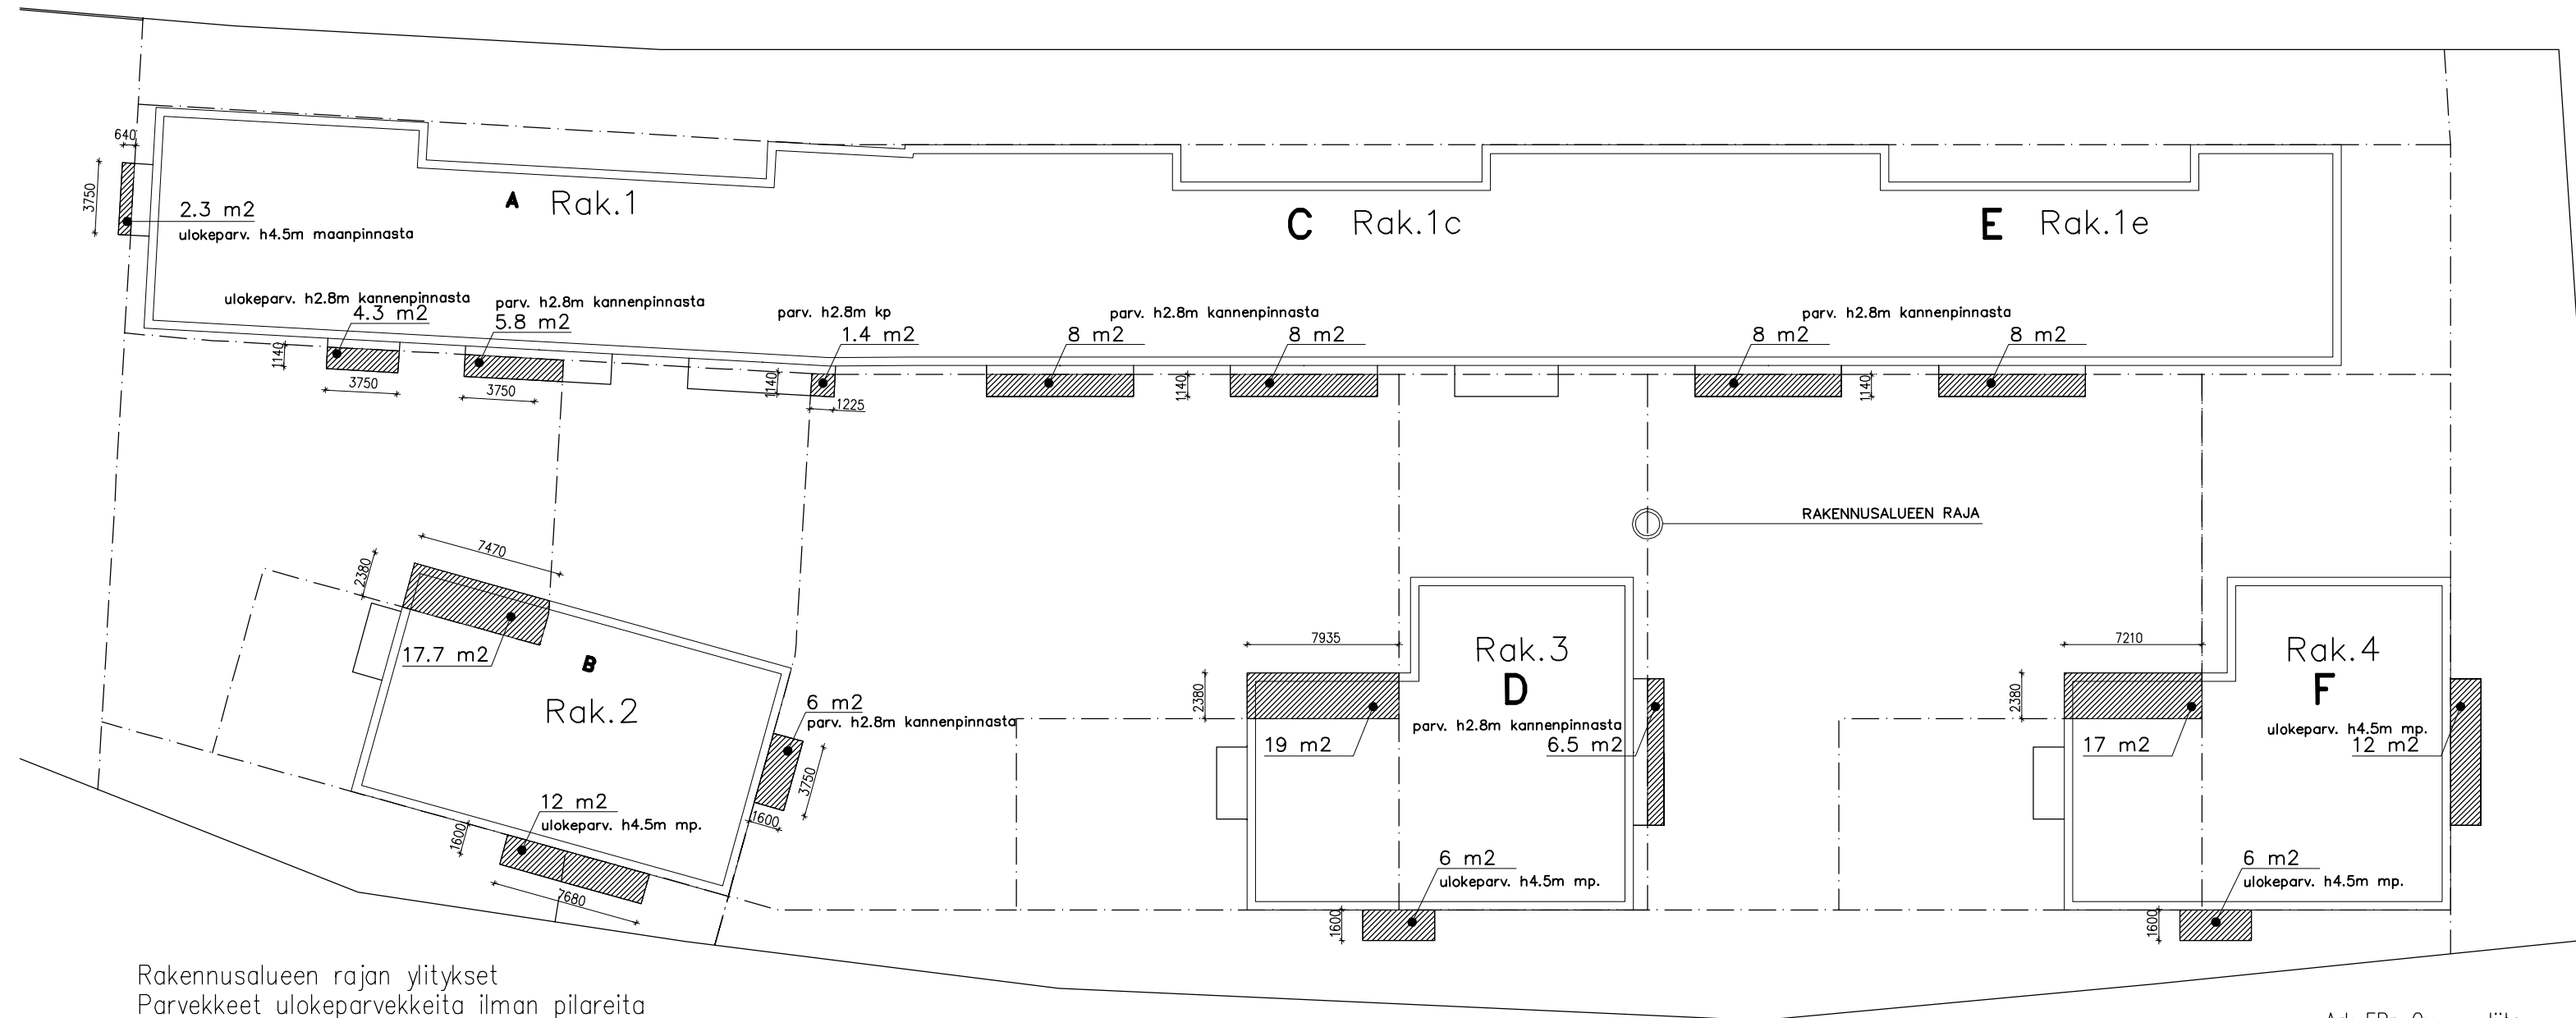 640
3750
2.3 m2
ulokeparv. h4.5m maanpinnasta
A Rak.1
C Rak.1c
E Rak.1e
ulokeparv. h2.8m kannenpinnasta
4.3 m2
parv. h2.8m kannenpinnasta
5.8 m2
parv. h2.8m kp
1.4 m2
parv. h2.8m kannenpinnasta
8 m2
8 m2
parv. h2.8m kannenpinnasta
8 m2
8 m2
1140
3750
3750
1140
1225
1140
1140
RAKENNUSALUEEN RAJA
7470
2380
17.7 m2
B
Rak.2
6 m2
parv. h2.8m kannenpinnasta
3750
1600
12 m2
ulokeparv. h4.5m mp.
1600
7680
7935
2380
19 m2
Rak.3
D
parv. h2.8m kannenpinnasta
6.5 m2
6 m2
ulokeparv. h4.5m mp.
1600
7210
2380
17 m2
Rak.4
F
ulokeparv. h4.5m mp.
12 m2
6 m2
ulokeparv. h4.5m mp.
1600
Rakennusalueen rajan ylitykset
Parvekkeet ulokeparvekkeita ilman pilareita